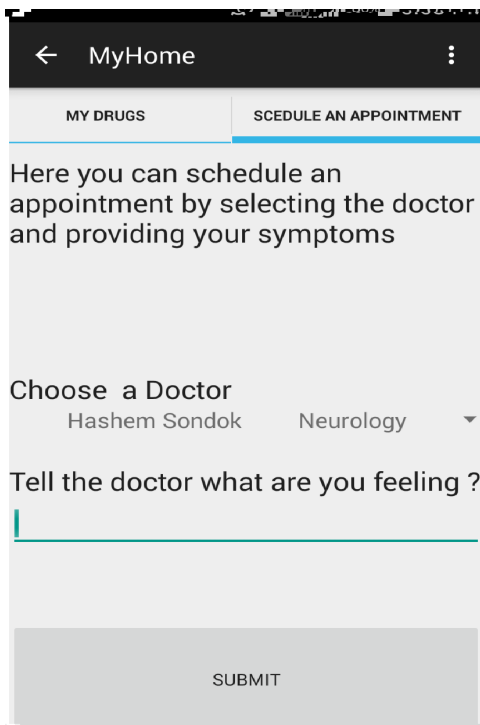 MyHome
MY DRUGS
SCEDULE AN APPOINTMENT
Here you can schedule an
appointment by selecting the doctor
and providing your symptoms
Choose a Doctor
Hashem Sondok Neurology
Tell the doctor what are you feeling ?
SUBMIT